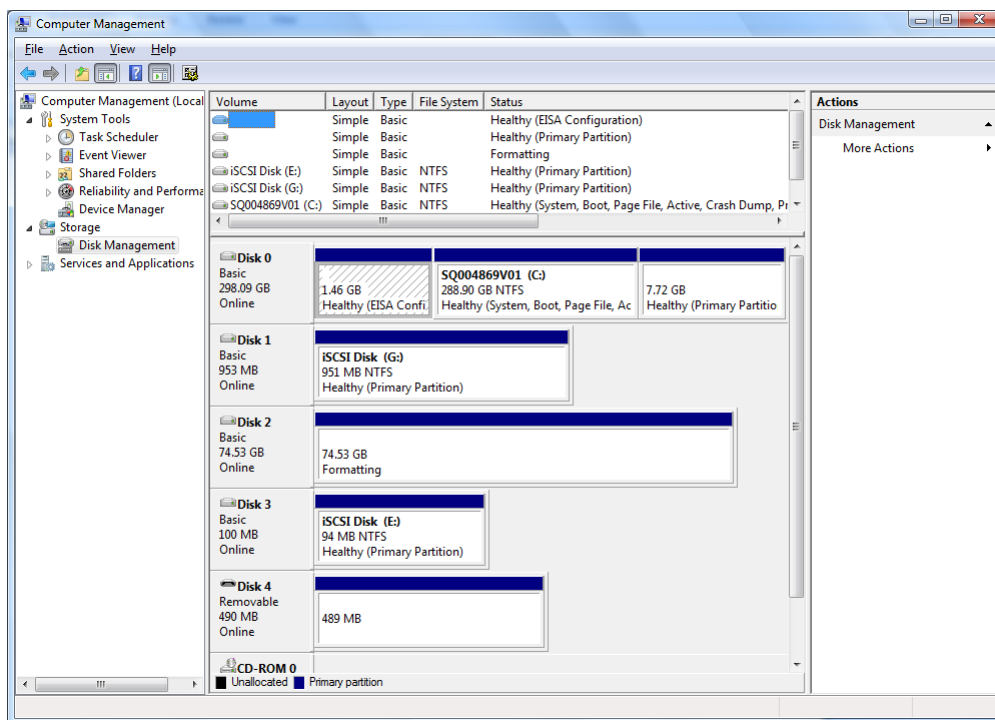 Computer Management
File Action View Help
Computer Management (Local
System Tools
Task Scheduler
Event Viewer
Shared Folders
Reliability and Performa
Device Manager
Storage
Disk Management
Services and Applications
Volume Layout Type File System Status
Simple Basic Healthy (EISA Configuration)
Simple Basic Healthy (Primary Partition)
Simple Basic Formatting
iSCSI Disk (E:) Simple Basic NTFS Healthy (Primary Partition)
iSCSI Disk (G:) Simple Basic NTFS Healthy (Primary Partition)
SQ004869V01 (C:) Simple Basic NTFS Healthy (System, Boot, Page File, Active, Crash Dump, Pr
Disk 0
Basic
298.09 GB
Online
1.46 GB
Healthy (EISA Confi
SQ004869V01 (C:)
288.90 GB NTFS
Healthy (System, Boot, Page File, Ac
7.72 GB
Healthy (Primary Partitio
Disk 1
Basic
953 MB
Online
iSCSI Disk (G:)
951 MB NTFS
Healthy (Primary Partition)
Disk 2
Basic
74.53 GB
Online
74.53 GB
Formatting
Disk 3
Basic
100 MB
Online
iSCSI Disk (E:)
94 MB NTFS
Healthy (Primary Partition)
Disk 4
Removable
490 MB
Online
489 MB
CD-ROM 0
Unallocated Primary partition
Actions
Disk Management
More Actions